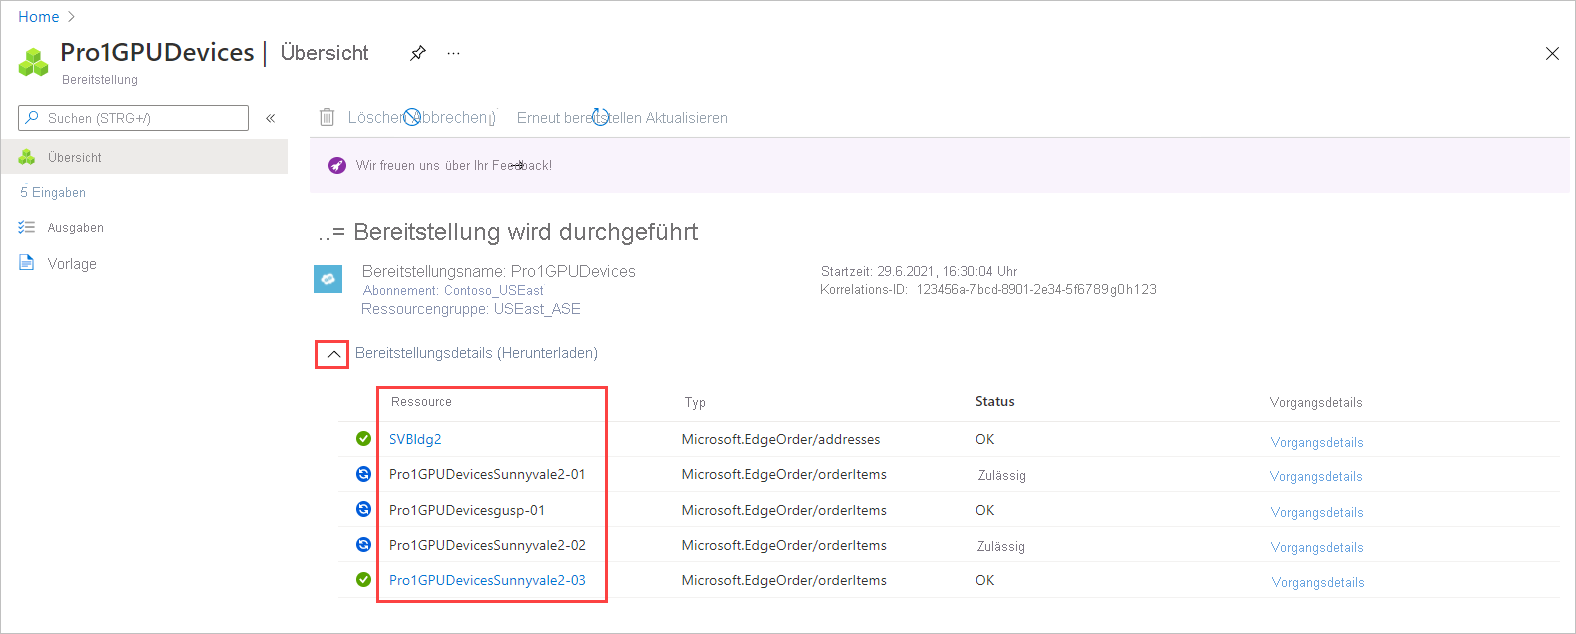 Home >
Pro1GPUDevices | Übersicht ...
Bereitstellung
Suchen (STRG+/) «
Löschen Abbrechen Erneut bereitstellen Aktualisieren
Übersicht
Wir freuen uns über Ihr Feedback!
5 Eingaben
Ausgaben
Vorlage
..= Bereitstellung wird durchgeführt
Bereitstellungsname: Pro1GPUDevices Startzeit: 29.6.2021, 16:30:04 Uhr
Abonnement: Contoso_USEast Korrelations-ID: 123456a-7bcd-8901-2e34-5f6789g0h123
Ressourcengruppe: USEast_ASE
Bereitstellungsdetails (Herunterladen)
Ressource Typ Status Vorgangsdetails
SVBldg2 Microsoft.EdgeOrder/addresses OK Vorgangsdetails
Pro1GPUDevicesSunnyvale2-01 Microsoft.EdgeOrder/orderItems Zulässig Vorgangsdetails
Pro1GPUDevicesgusp-01 Microsoft.EdgeOrder/orderItems OK Vorgangsdetails
Pro1GPUDevicesSunnyvale2-02 Microsoft.EdgeOrder/orderItems Zulässig Vorgangsdetails
Pro1GPUDevicesSunnyvale2-03 Microsoft.EdgeOrder/orderItems OK Vorgangsdetails